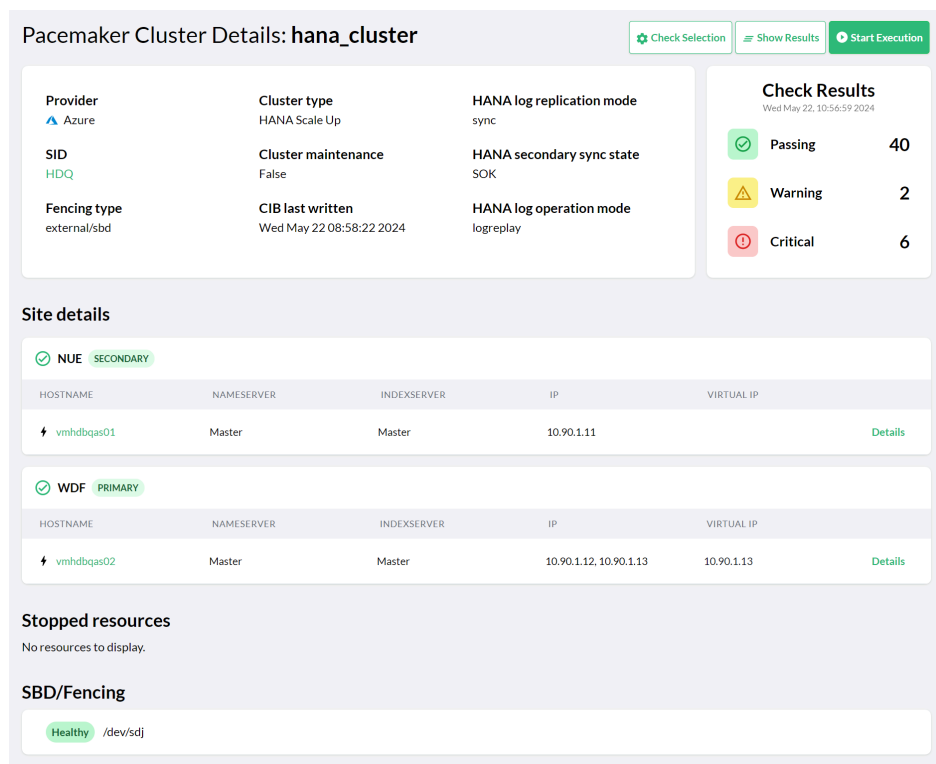 Pacemaker Cluster Details: hana_cluster
Check Selection
Show Results
Start Execution
Provider
Azure
Cluster type
HANA Scale Up
HANA log replication mode
sync
SID
HDQ
Cluster maintenance
False
HANA secondary sync state
SOK
Fencing type
external/sbd
CIB last written
Wed May 22 08:58:22 2024
HANA log operation mode
logreplay
Check Results
Wed May 22, 10:56:59 2024
Passing 40
Warning 2
Critical 6
Site details
NUE SECONDARY
HOSTNAME NAMESERVER INDEXSERVER IP VIRTUAL IP
vmhdbqas01 Master Master 10.90.1.11 Details
WDF PRIMARY
HOSTNAME NAMESERVER INDEXSERVER IP VIRTUAL IP
vmhdbqas02 Master Master 10.90.1.12, 10.90.1.13 10.90.1.13 Details
Stopped resources
No resources to display.
SBD/Fencing
Healthy /dev/sdj